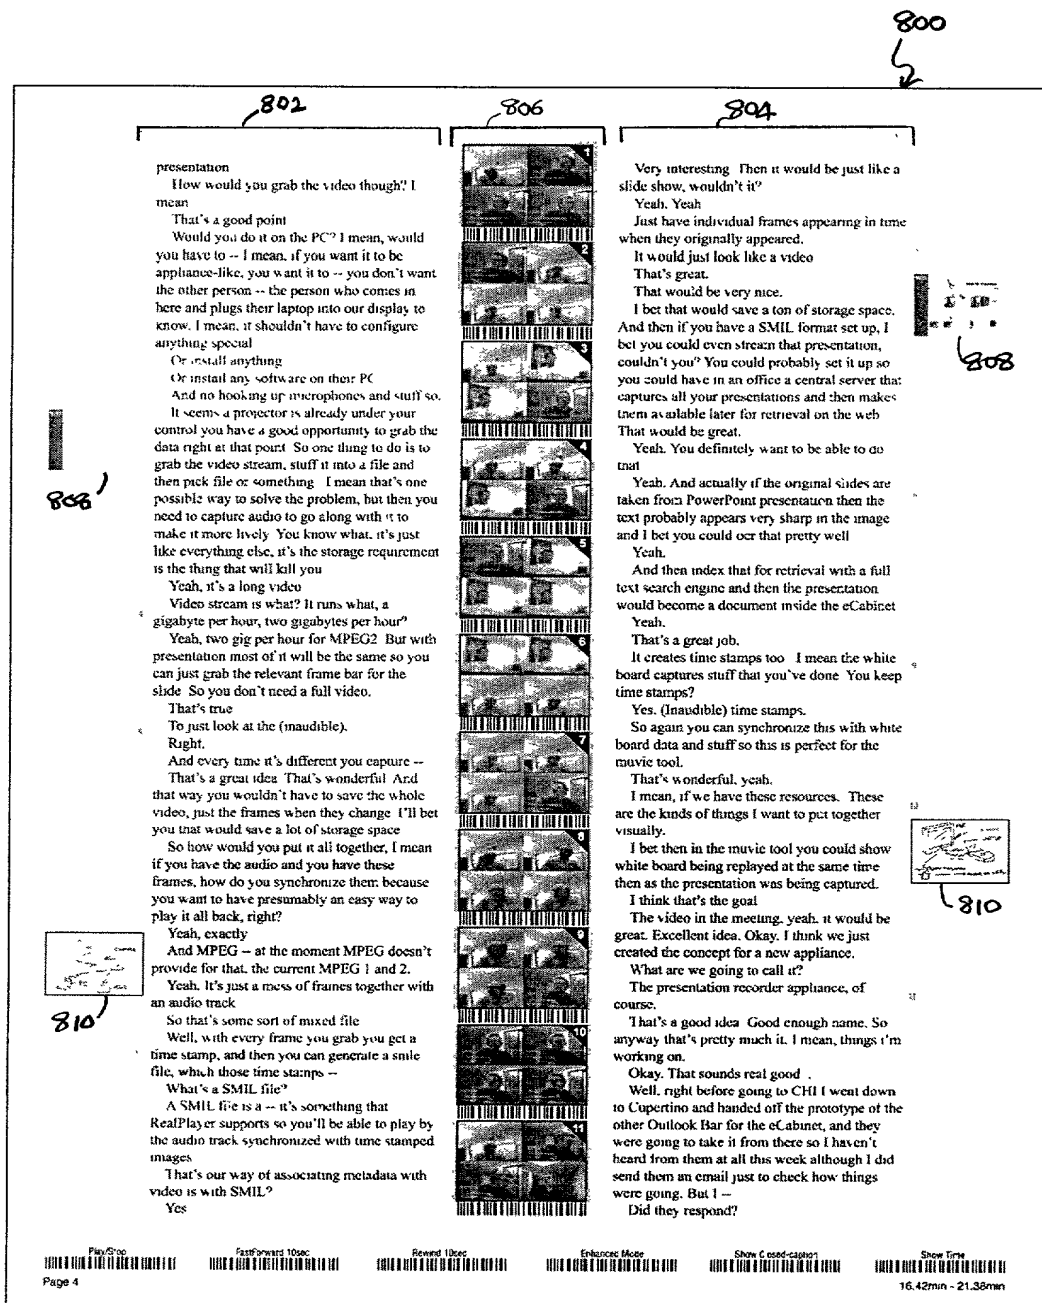 800
802
806
804
presentation
How would you grab the video though? I
mean
That's a good point
Would you do it on the PC? I mean, would
you have to -- I mean, if you want it to be
appliance-like, you want it to -- you don't want
the other person -- the person who comes in
here and plugs their laptop into our display to
know. I mean, it shouldn't have to configure
anything special
Or install anything
Or install any software on their PC
And no hooking up microphones and stuff so.
It seems a projector is already under your
control you have a good opportunity to grab the
data right at that point So one thing to do is to
grab the video stream, stuff it into a file and
then pick file or something I mean that's one
possible way to solve the problem, but then you
need to capture audio to go along with it to
make it more lively You know what, it's just
like everything else, it's the storage requirement
is the thing that will kill you
Yeah, it's a long video
Video stream is what? It runs what, a
gigabyte per hour, two gigabytes per hour?
Yeah, two gig per hour for MPEG2 But with
presentation most of it will be the same so you
can just grab the relevant frame bar for the
slide So you don't need a full video.
That's true
To just look at the (inaudible).
Right.
And every time it's different you capture --
That's a great idea That's wonderful And
that way you wouldn't have to save the whole
video, just the frames when they change I'll bet
you that would save a lot of storage space
So how would you put it all together, I mean
if you have the audio and you have these
frames, how do you synchronize them because
you want to have presumably an easy way to
play it all back, right?
Yeah, exactly
And MPEG -- at the moment MPEG doesn't
provide for that, the current MPEG 1 and 2.
Yeah. It's just a mess of frames together with
an audio track
So that's some sort of mixed file
Well, with every frame you grab you get a
time stamp, and then you can generate a smile
file, which those time stamps --
What's a SMIL file?
A SMIL file is a -- it's something that
RealPlayer supports so you'll be able to play by
the audio track synchronized with time stamped
images
That's our way of associating metadata with
video is with SMIL?
Yes
808
810
1
2
3
4
5
6
7
8
9
10
11
Very interesting Then it would be just like a
slide show, wouldn't it?
Yeah. Yeah
Just have individual frames appearing in time
when they originally appeared.
It would just look like a video
That's great.
That would be very nice.
I bet that would save a ton of storage space.
And then if you have a SMIL format set up, I
bet you could even stream that presentation,
couldn't you? You could probably set it up so
you could have in an office a central server that
captures all your presentations and then makes
them available later for retrieval on the web
That would be great.
Yeah. You definitely want to be able to do
that
Yeah. And actually if the original slides are
taken from PowerPoint presentation then the
text probably appears very sharp in the image
and I bet you could ocr that pretty well
Yeah.
And then index that for retrieval with a full
text search engine and then the presentation
would become a document inside the eCabinet
Yeah.
That's a great job.
It creates time stamps too I mean the white
board captures stuff that you've done You keep
time stamps?
Yes. (Inaudible) time stamps.
So again you can synchronize this with white
board data and stuff so this is perfect for the
muvie tool.
That's wonderful, yeah.
I mean, if we have these resources. These
are the kinds of things I want to put together
visually.
I bet then in the muvie tool you could show
white board being replayed at the same time
then as the presentation was being captured.
I think that's the goal
The video in the meeting, yeah, it would be
great. Excellent idea. Okay. I think we just
created the concept for a new appliance.
What are we going to call it?
The presentation recorder appliance, of
course.
That's a good idea Good enough name. So
anyway that's pretty much it. I mean, things I'm
working on.
Okay. That sounds real good .
Well, right before going to CHI I went down
to Cupertino and handed off the prototype of the
other Outlook Bar for the eCabinet, and they
were going to take it from there so I haven't
heard from them at all this week although I did
send them an email just to check how things
were going. But I --
Did they respond?
808
810
Play/Stop
FastForward 10sec
Rewind 10sec
Enhanced Mode
Show Closed-caption
Show Time
Page 4
16.42min - 21.38min